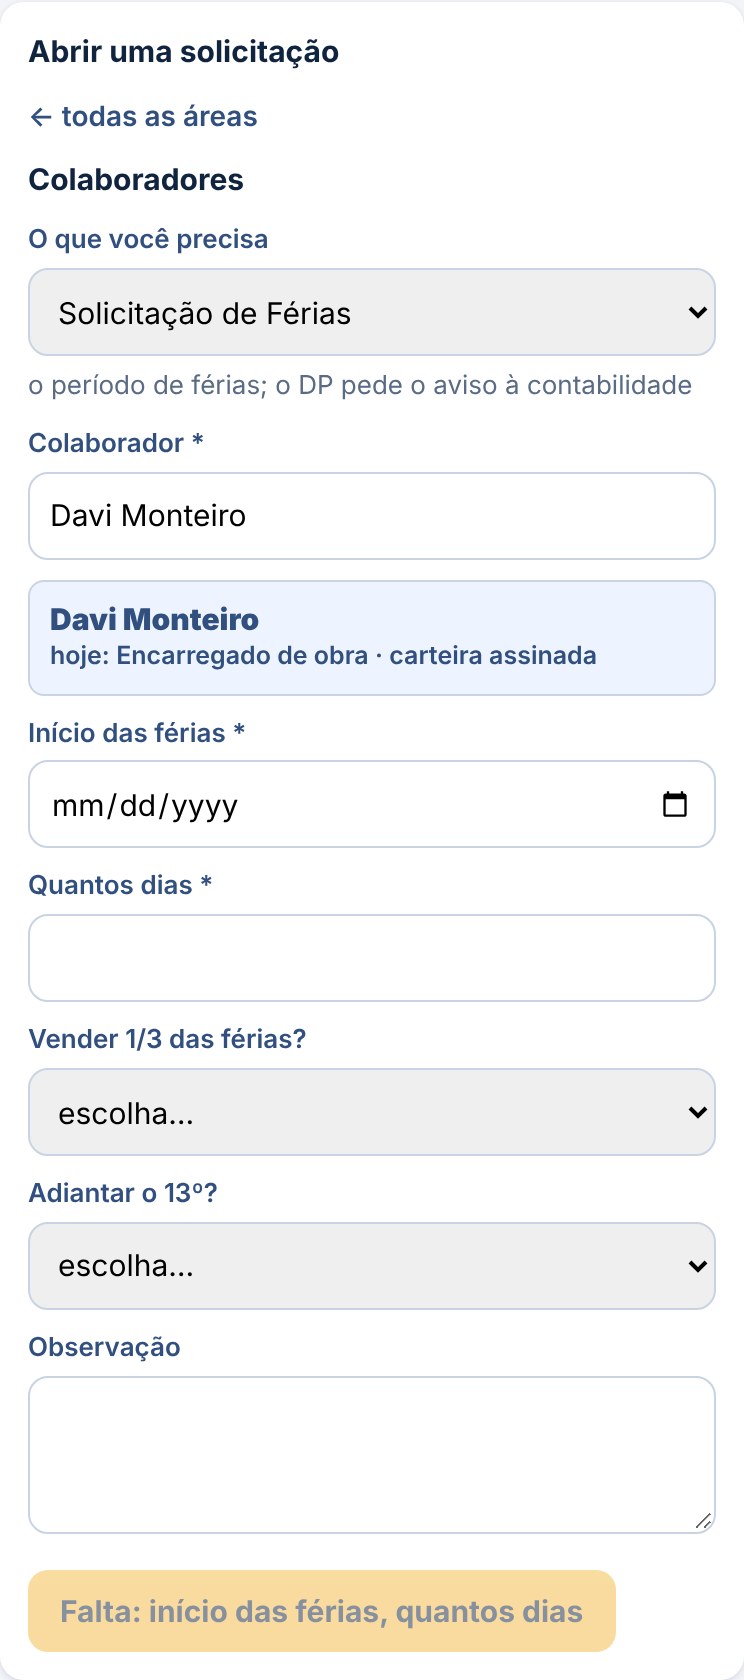 Abrir uma solicitação
← todas as áreas
Colaboradores
O que você precisa
Solicitação de Férias
o período de férias; o DP pede o aviso à contabilidade
Colaborador *
Davi Monteiro
Davi Monteiro
hoje: Encarregado de obra · carteira assinada
Início das férias *
mm/dd/yyyy
Quantos dias *
Vender 1/3 das férias?
escolha...
Adiantar o 13º?
escolha...
Observação
Falta: início das férias, quantos dias